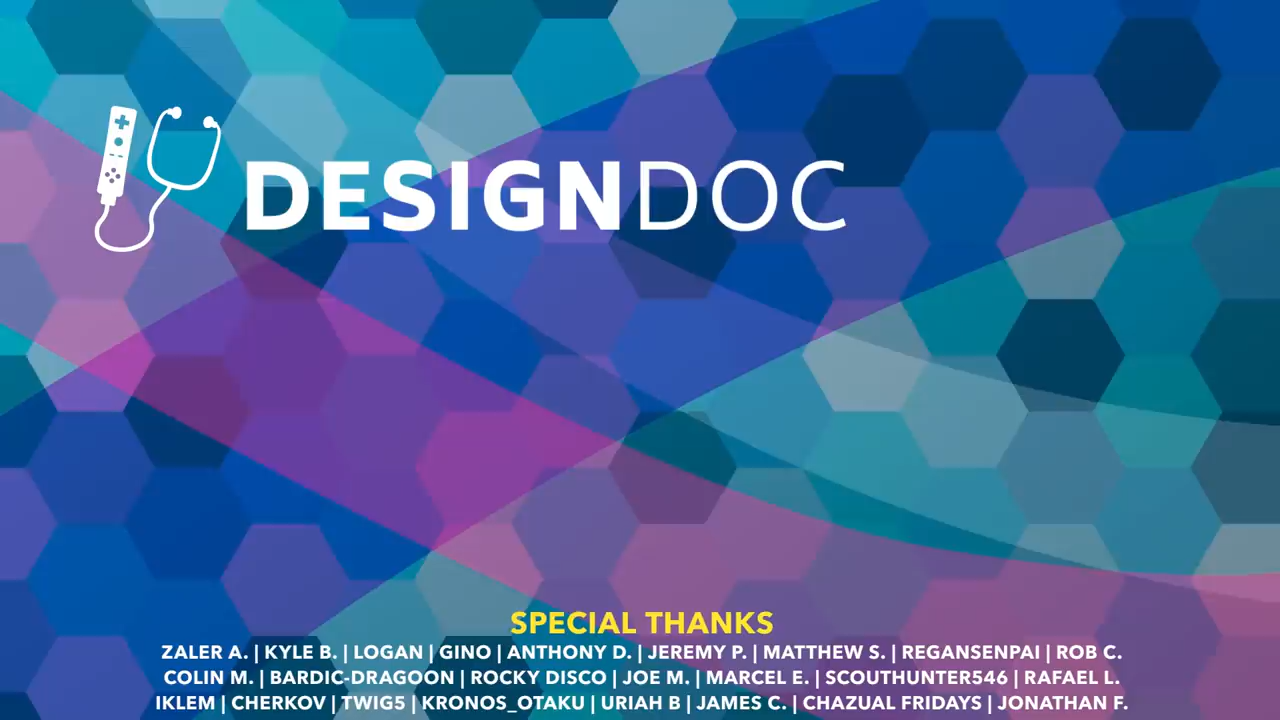 DESIGNDOC
SPECIAL THANKS
ZALER A. | KYLE B. | LOGAN | GINO | ANTHONY D. | JEREMY P. | MATTHEW S. | REGANSENPAI | ROB C.
COLIN M. | BARDIC-DRAGOON | ROCKY DISCO | JOE M. | MARCEL E. | SCOUTHUNTER546 | RAFAEL L.
IKLEM | CHERKOV | TWIG5 | KRONOS_OTAKU | URIAH B | JAMES C. | CHAZUAL FRIDAYS | JONATHAN F.